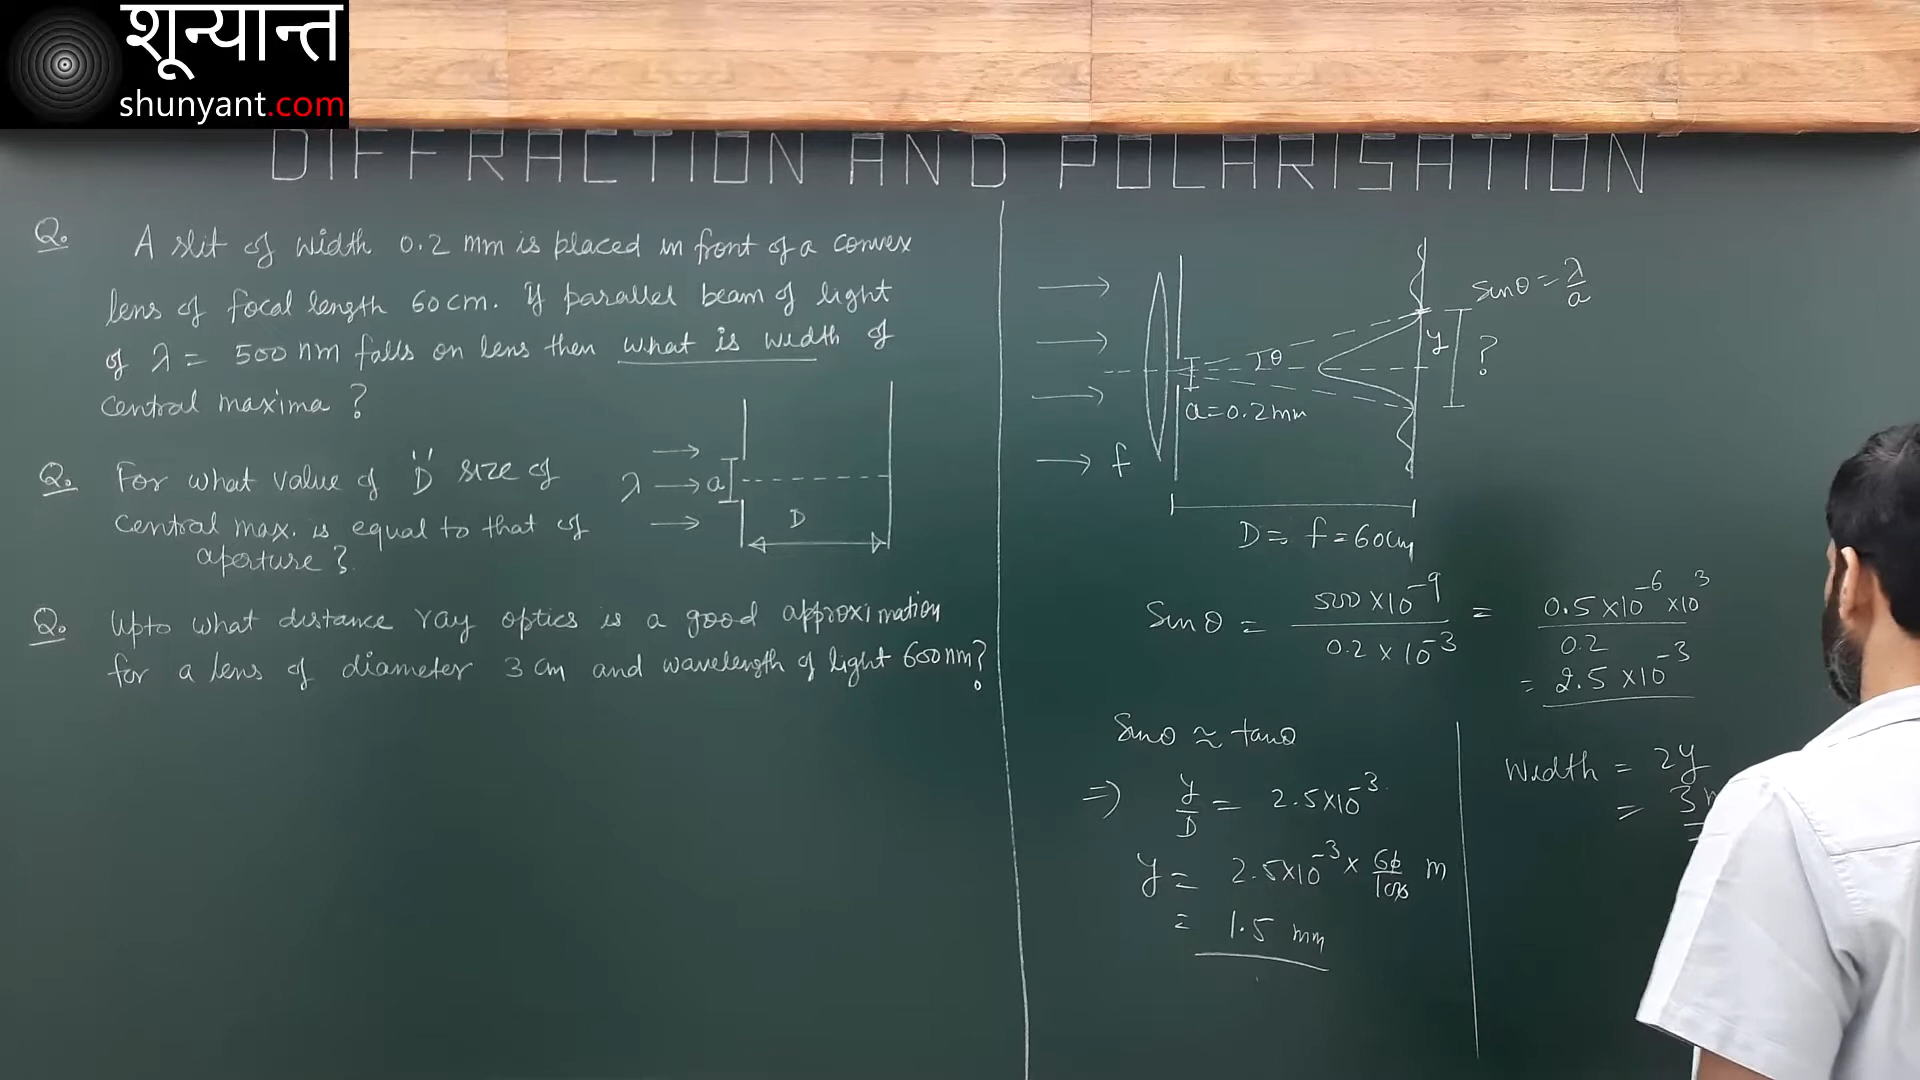 शून्यान्त
shunyant.com
DIFFRACTION AND POLARISATION
Q. A slit of width 0.2 mm is placed in front of a convex
lens of focal length 60 cm. If parallel beam of light
of λ = 500 nm falls on lens then what is width of
central maxima ?
Q. For what value of "D" size of
central max. is equal to that of
aperture ?
λ
a
D
Q. Upto what distance ray optics is a good approximation
for a lens of diameter 3 cm and wavelength of light 600 nm?
sinθ = λ/a
y
?
θ
a = 0.2 mm
f
D = f = 60 cm
Sinθ = 500 × 10⁻⁹ / 0.2 × 10⁻³ = 0.5 × 10⁻⁶ × 10³ / 0.2
= 2.5 × 10⁻³
Sinθ ≈ tanθ
⇒ y/D = 2.5 × 10⁻³
y = 2.5 × 10⁻³ × 60/100 m
= 1.5 mm
Width = 2y
= 3